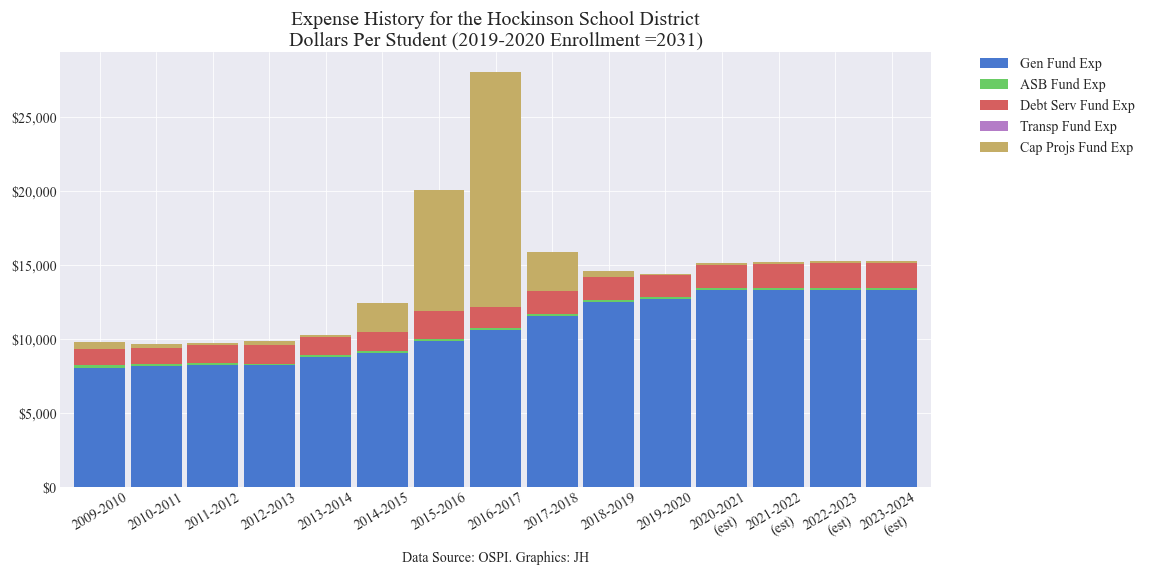 Expense History for the Hockinson School District
Dollars Per Student (2019-2020 Enrollment =2031)
Gen Fund Exp
ASB Fund Exp
Debt Serv Fund Exp
Transp Fund Exp
Cap Projs Fund Exp
$25,000
$20,000
$15,000
$10,000
$5,000
$0
2009-2010
2010-2011
2011-2012
2012-2013
2013-2014
2014-2015
2015-2016
2016-2017
2017-2018
2018-2019
2019-2020
2020-2021
(est)
2021-2022
(est)
2022-2023
(est)
2023-2024
(est)
Data Source: OSPI. Graphics: JH